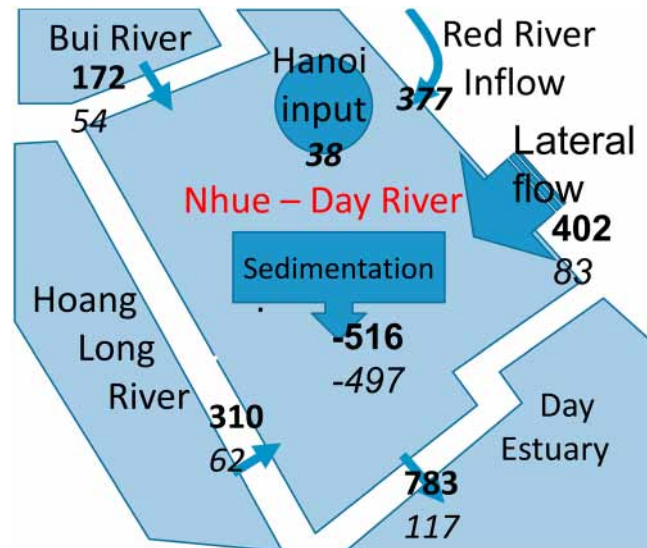 Bui River
172
54
Hanoi
input
38
Red River
Inflow
377
Lateral
flow
402
83
Nhue – Day River
Sedimentation
-516
-497
Hoang
Long
River
310
62
Day
Estuary
783
117